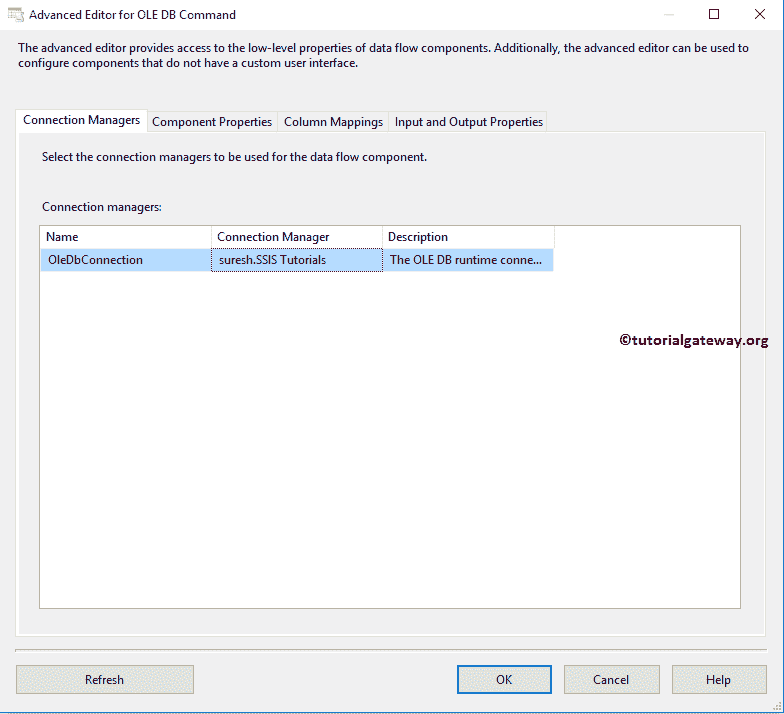 Advanced Editor for OLE DB Command
The advanced editor provides access to the low-level properties of data flow components. Additionally, the advanced editor can be used to
configure components that do not have a custom user interface.
Connection Managers Component Properties Column Mappings Input and Output Properties
Select the connection managers to be used for the data flow component.
Connection managers:
Name Connection Manager Description
OleDbConnection suresh.SSIS Tutorials The OLE DB runtime conne...
©tutorialgateway.org
Refresh OK Cancel Help